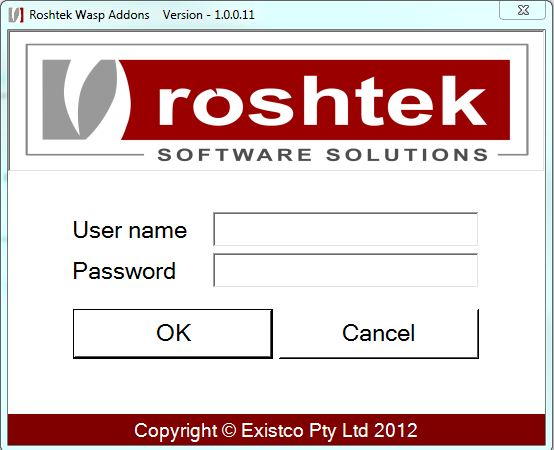 Roshtek Wasp Addons    Version - 1.0.0.11
roshtek
SOFTWARE SOLUTIONS
User name
Password
OK Cancel
Copyright © Existco Pty Ltd 2012